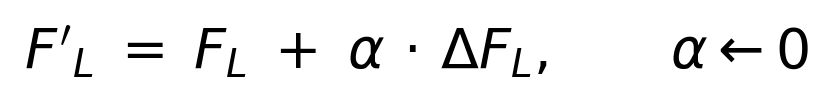 F′_L = F_L + α · ΔF_L, α ← 0